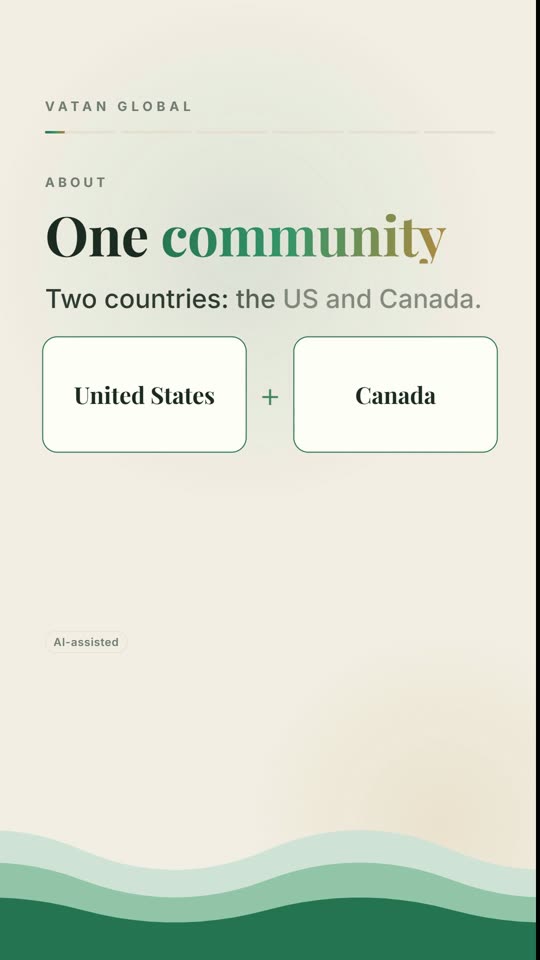 VATAN GLOBAL
ABOUT
One community
Two countries: the US and Canada.
United States
+
Canada
AI-assisted